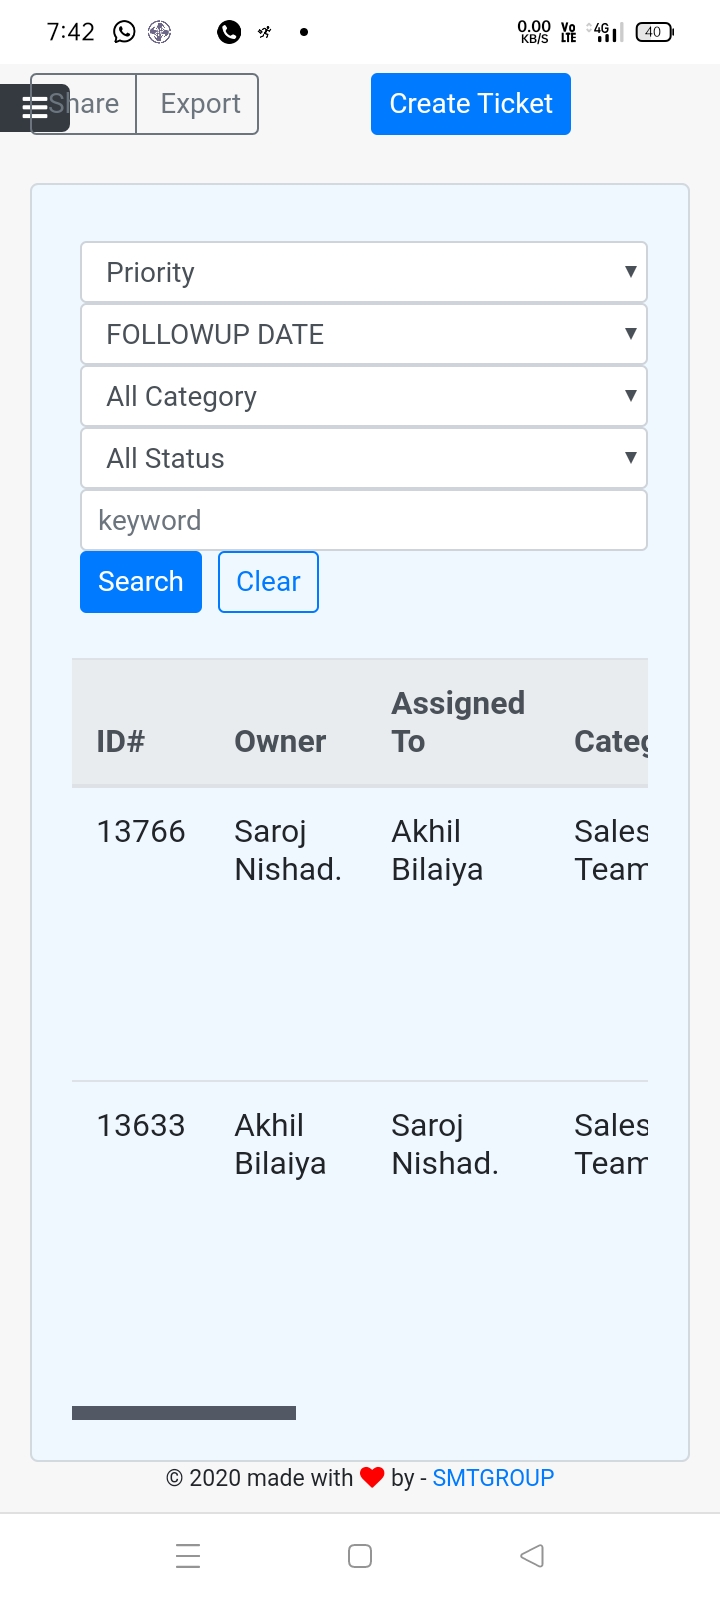 7:42
0.00 KB/S Vo LTE 4G 40
Share Export Create Ticket
Priority
FOLLOWUP DATE
All Category
All Status
keyword
Search Clear
ID# Owner Assigned To Categ
13766 Saroj Nishad. Akhil Bilaiya Sales Team
13633 Akhil Bilaiya Saroj Nishad. Sales Team
© 2020 made with ❤ by - SMTGROUP